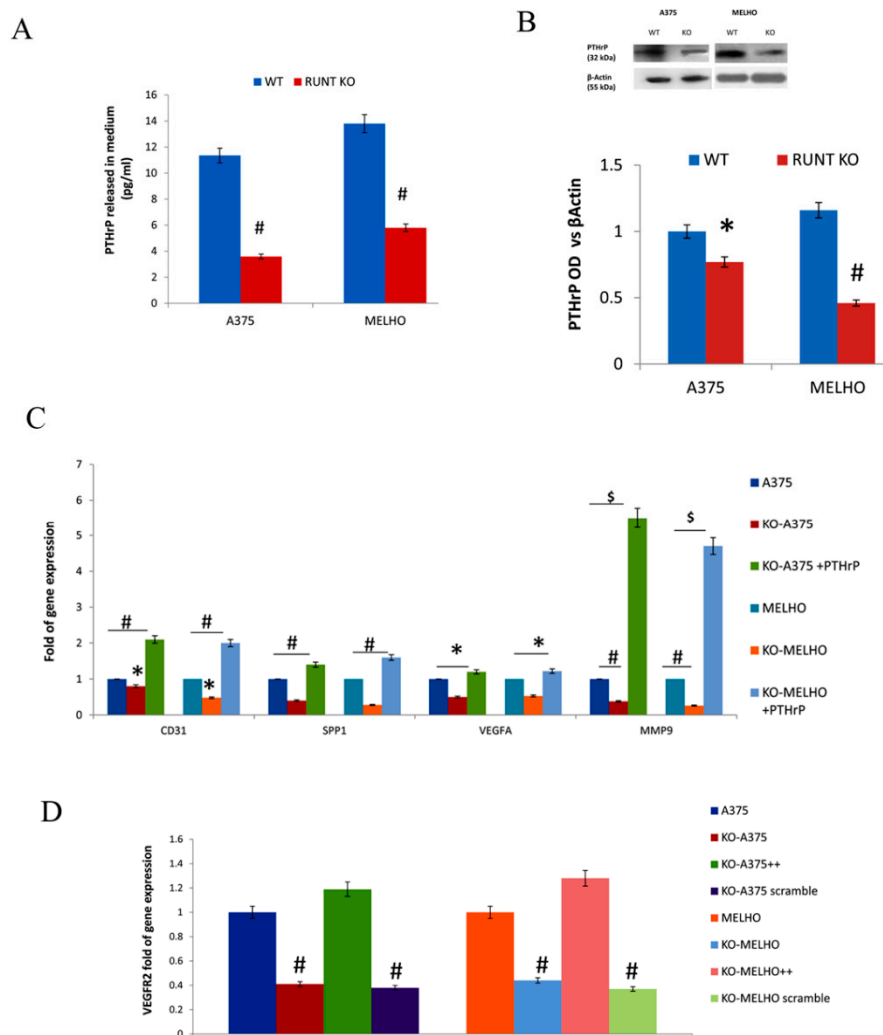 A
WT RUNT KO
PTHrP released in medium
(pg/ml)
16
14
12
10
8
6
4
2
0
#
#
A375 MELHO
B
A375 MELHO
WT KO WT KO
PTHrP
(32 kDa)
β-Actin
(55 kDa)
WT RUNT KO
PTHrP OD vs βActin
1.5
1
0.5
0
*
#
A375 MELHO
C
Fold of gene expression
7
6
5
4
3
2
1
0
# # # # * * $ $
* * # #
CD31 SPP1 VEGFA MMP9
A375
KO-A375
KO-A375 +PTHrP
MELHO
KO-MELHO
KO-MELHO
+PTHrP
D
VEGFR2 fold of gene expression
1.6
1.4
1.2
1
0.8
0.6
0.4
0.2
0
# # # #
A375
KO-A375
KO-A375++
KO-A375 scramble
MELHO
KO-MELHO
KO-MELHO++
KO-MELHO scramble